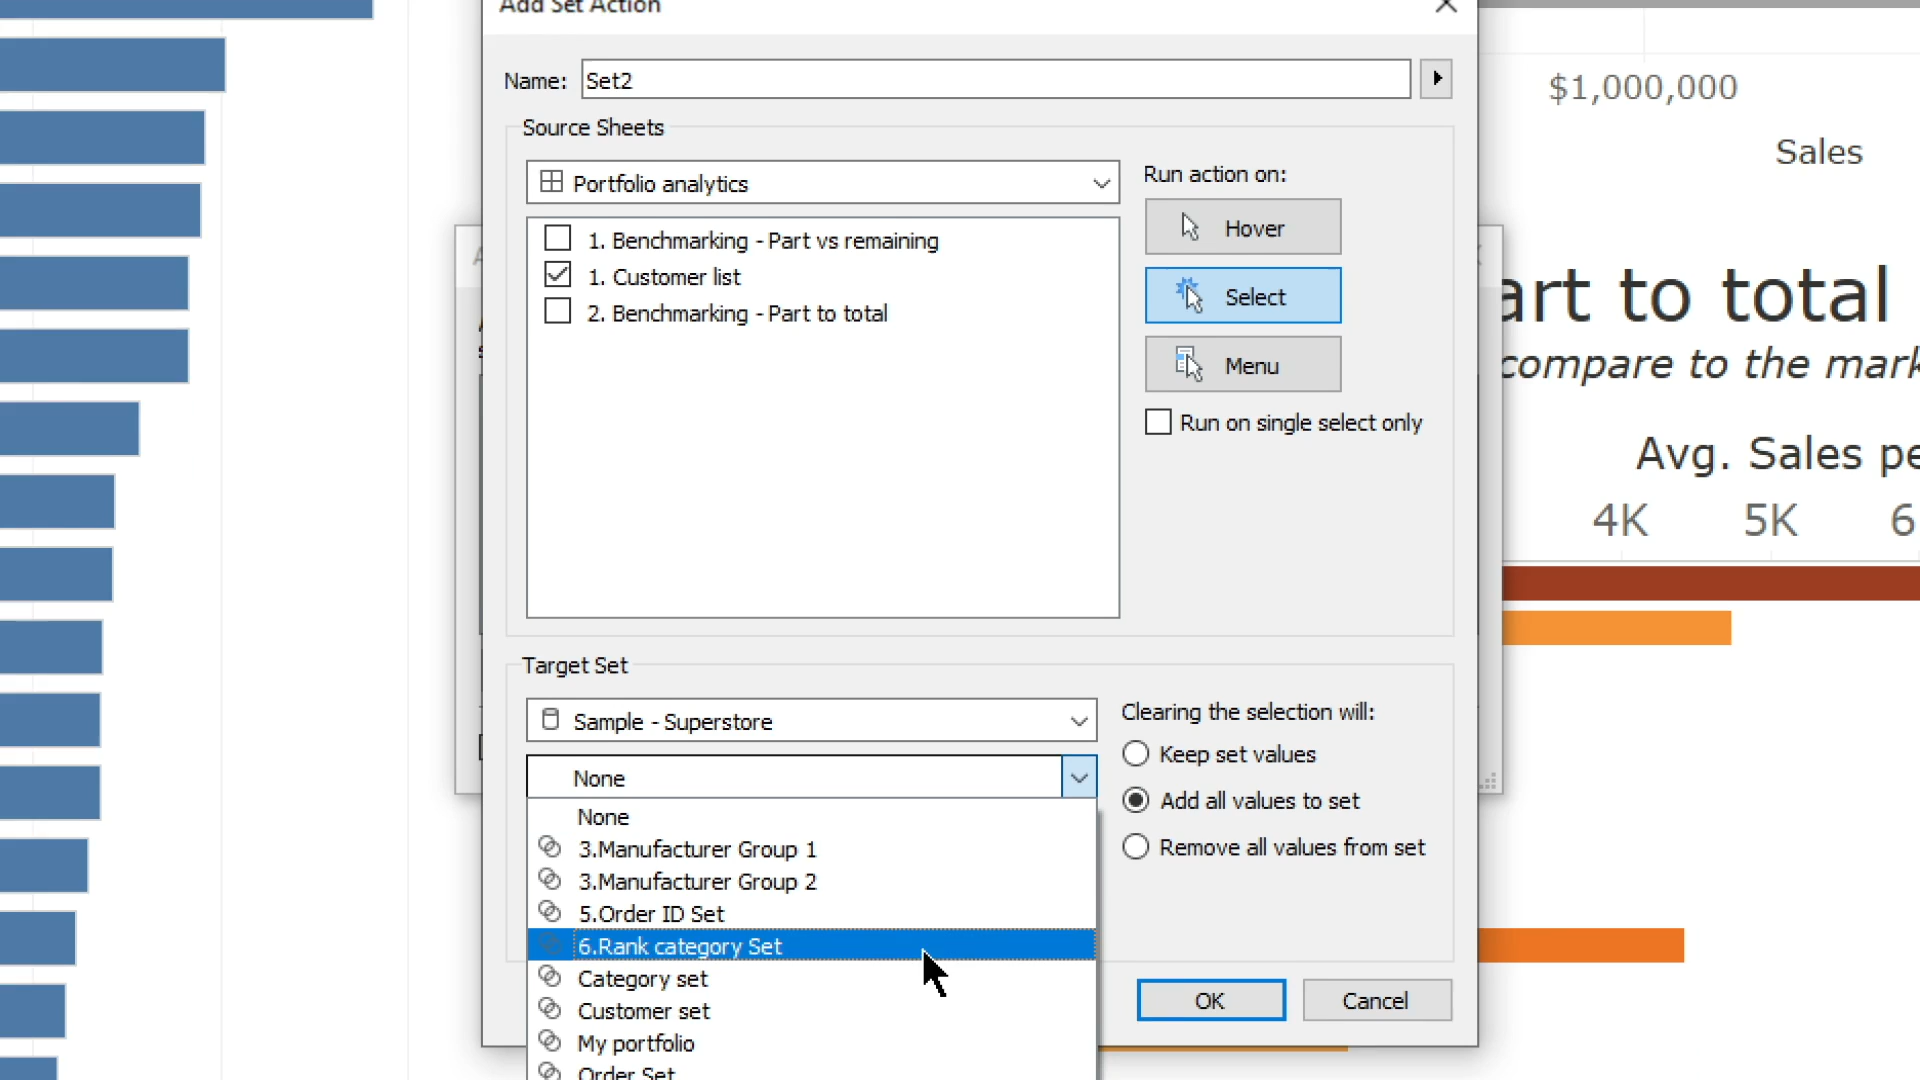 Add Set Action
Name: Set2
Source Sheets
Portfolio analytics
1. Benchmarking - Part vs remaining
1. Customer list
2. Benchmarking - Part to total
Run action on:
Hover
Select
Menu
Run on single select only
Target Set
Sample - Superstore
None
None
3.Manufacturer Group 1
3.Manufacturer Group 2
5.Order ID Set
6.Rank category Set
Category set
Customer set
My portfolio
Order Set
Clearing the selection will:
Keep set values
Add all values to set
Remove all values from set
OK
Cancel
$1,000,000
Sales
art to total
compare to the mark
Avg. Sales pe
4K 5K 6